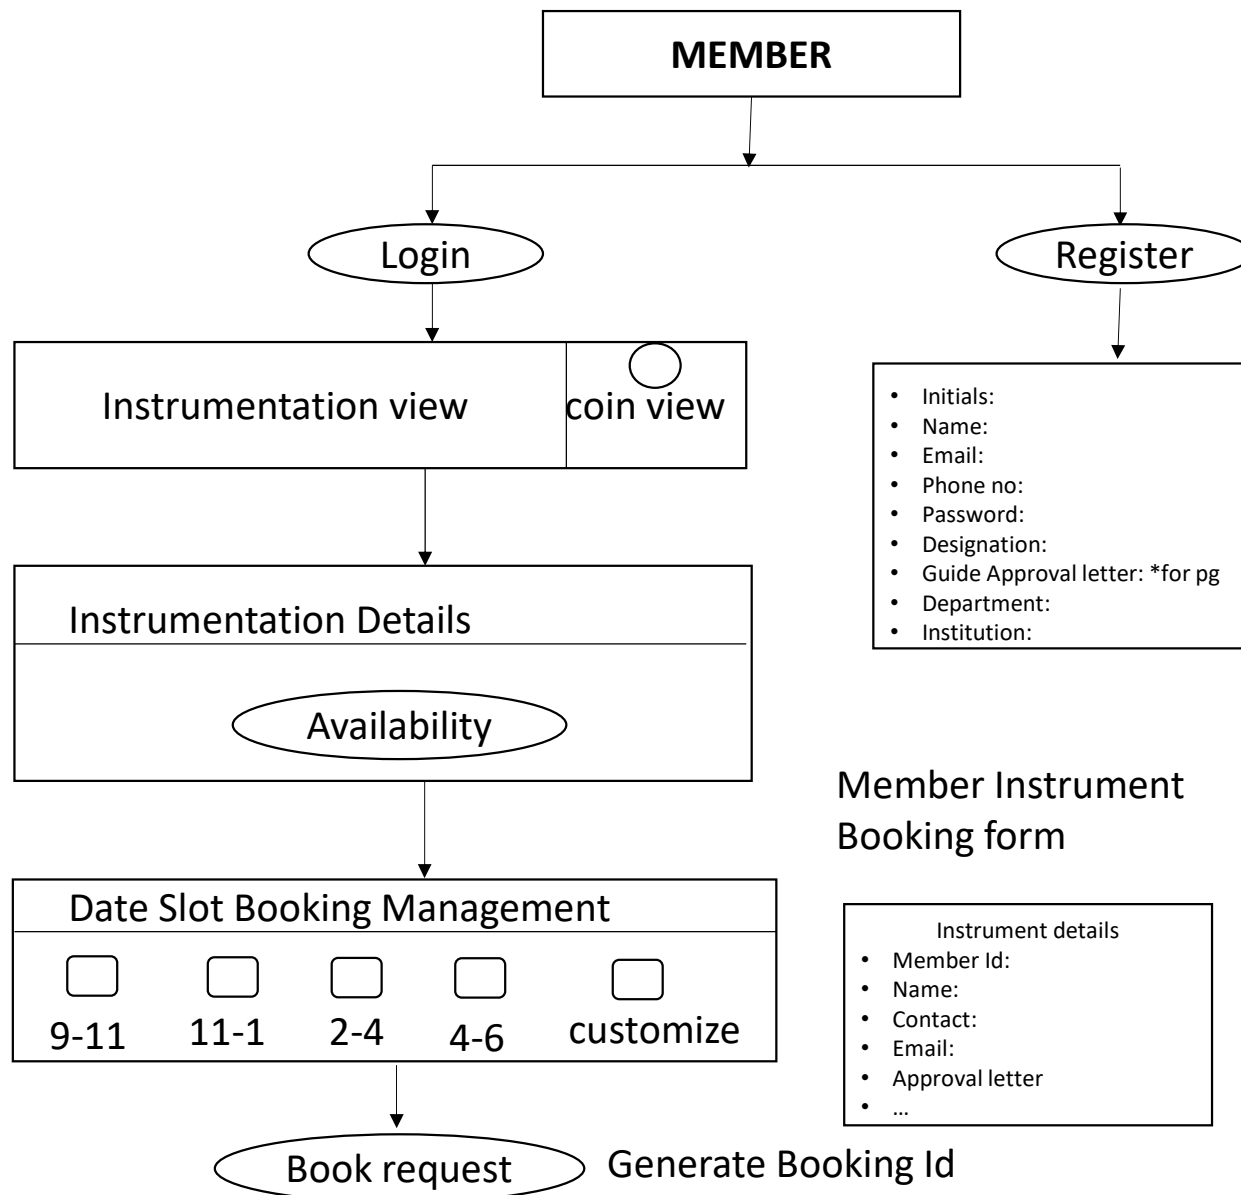 MEMBER
Login
Register
Instrumentation view
coin view
• Initials:
• Name:
• Email:
• Phone no:
• Password:
• Designation:
• Guide Approval letter: *for pg
• Department:
• Institution:
Instrumentation Details
Availability
Member Instrument
Booking form
Date Slot Booking Management
9-11 11-1 2-4 4-6 customize
Instrument details
• Member Id:
• Name:
• Contact:
• Email:
• Approval letter
• ...
Book request
Generate Booking Id